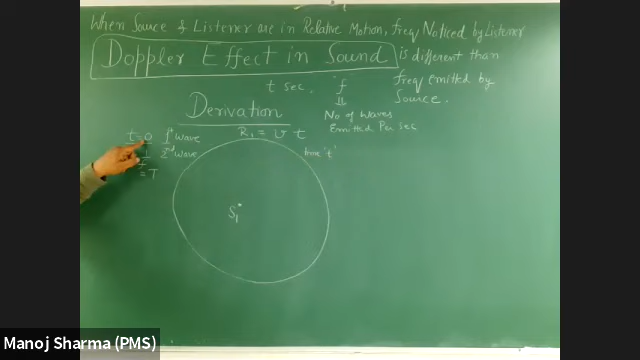 When Source & Listener are in Relative Motion, freq Noticed by Listener
Doppler Effect in Sound is different than
freq emitted by
Source.
t sec. f
⇓
No of waves
Emitted Per sec
Derivation
t=0 1st wave
R1 = v t
1/f 2nd wave
time 't'
= T
S1
Manoj Sharma (PMS)